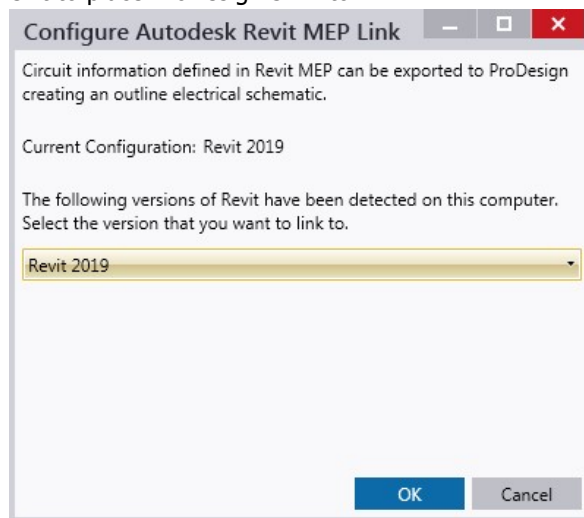 Configure Autodesk Revit MEP Link
Circuit information defined in Revit MEP can be exported to ProDesign
creating an outline electrical schematic.
Current Configuration: Revit 2019
The following versions of Revit have been detected on this computer.
Select the version that you want to link to.
Revit 2019
OK Cancel